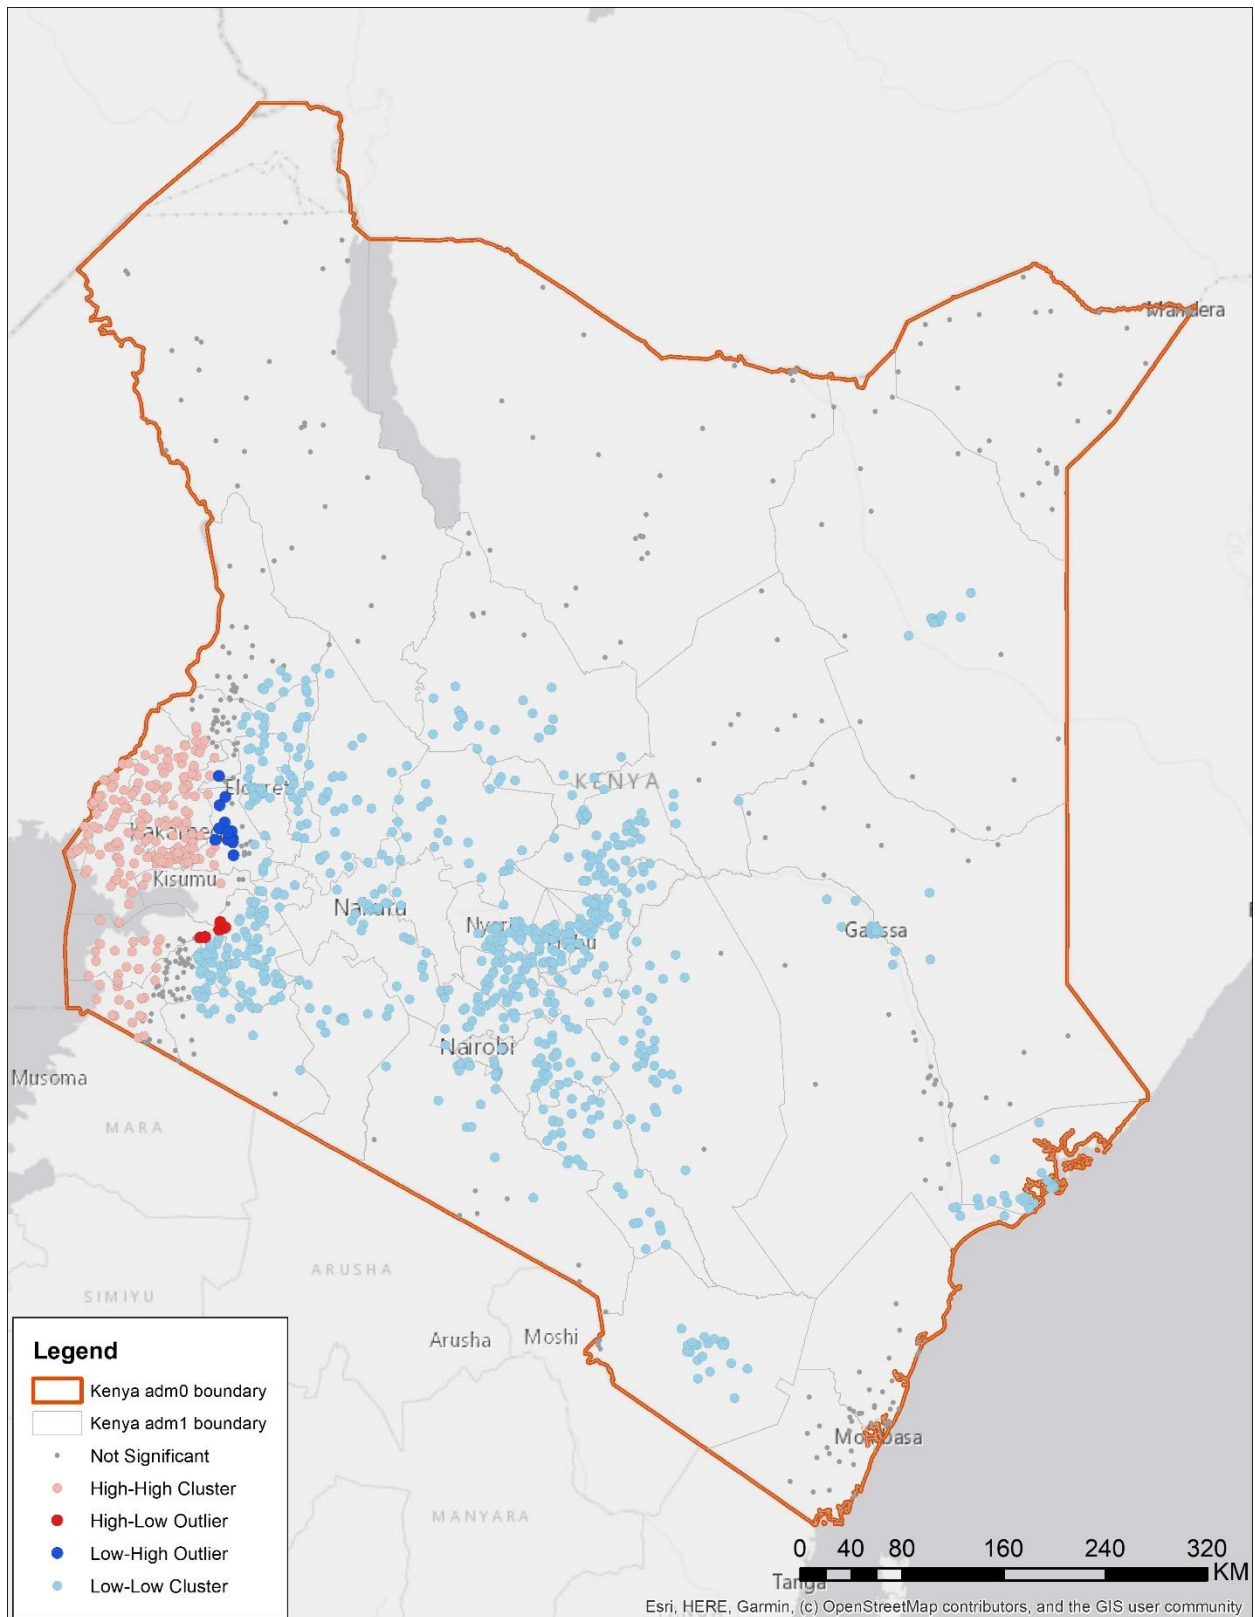 Mandera
KENYA
Eldoret
Kakamega
Kisumu
Nakuru
Nyeri
Embu
Garissa
Nairobi
Musoma
MARA
ARUSHA
SIMIYU
Arusha
Moshi
Mombasa
MANYARA
Tanga
Legend
Kenya adm0 boundary
Kenya adm1 boundary
Not Significant
High-High Cluster
High-Low Outlier
Low-High Outlier
Low-Low Cluster
0 40 80 160 240 320
KM
Esri, HERE, Garmin, (c) OpenStreetMap contributors, and the GIS user community